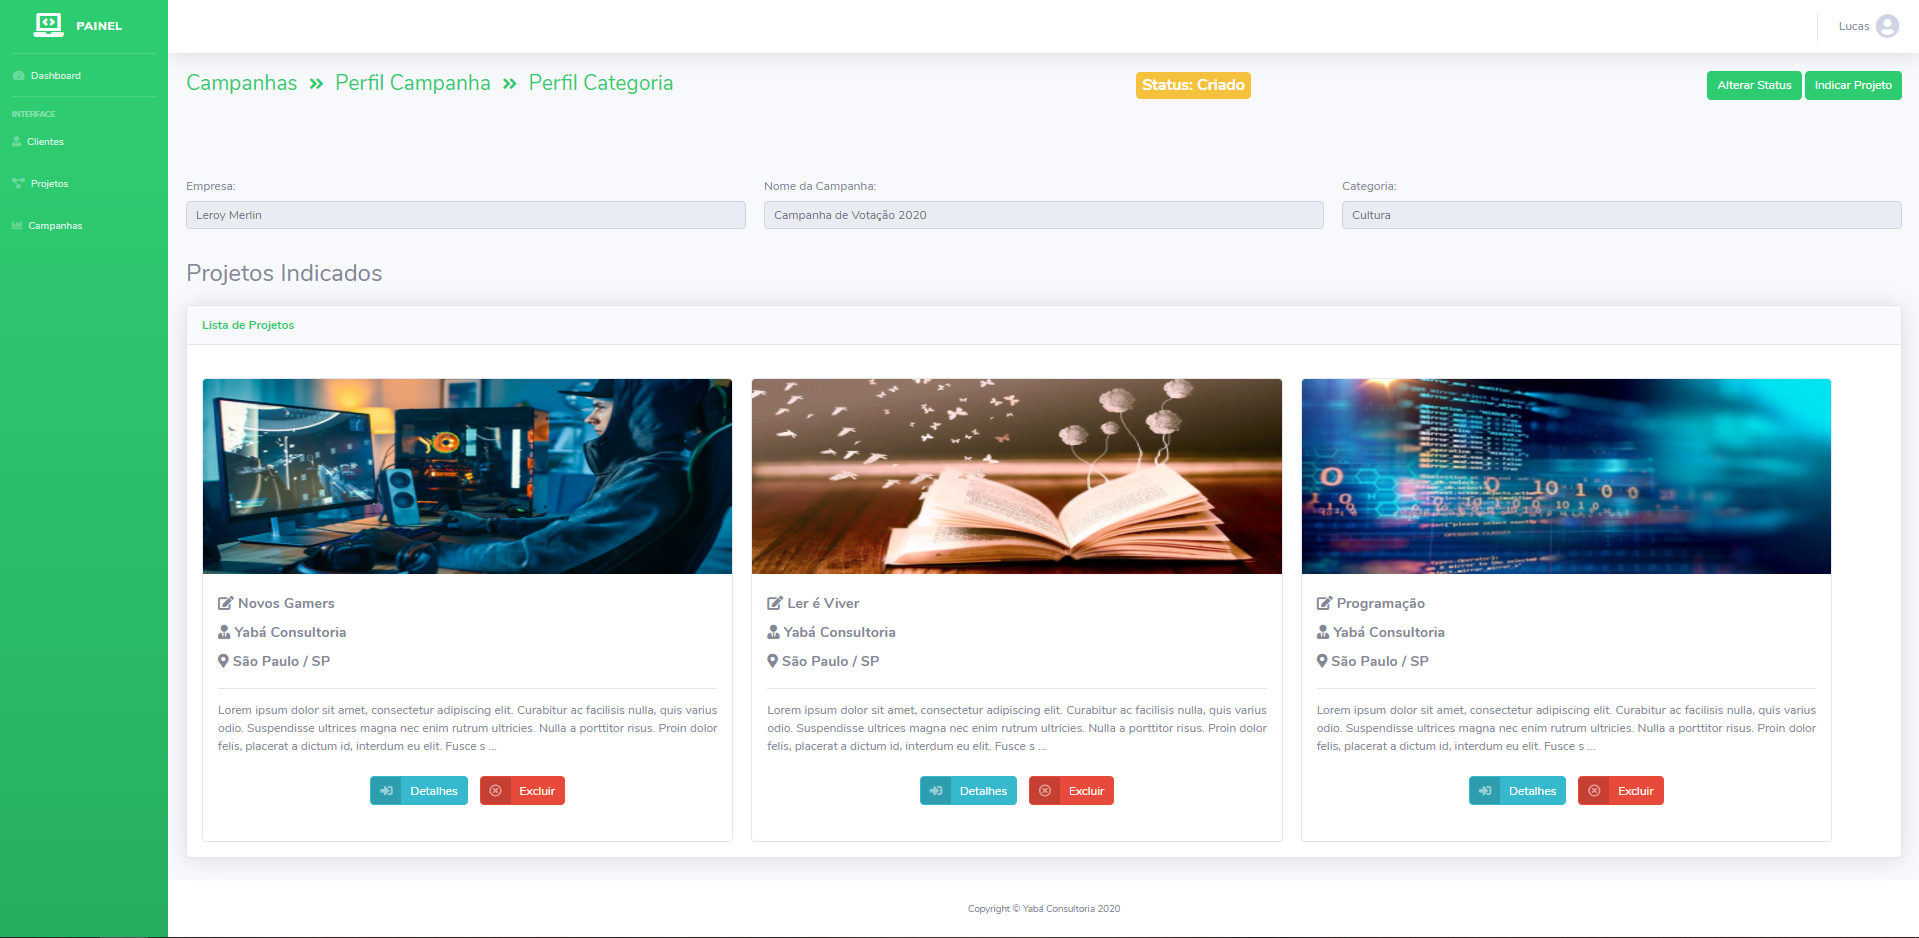 PAINEL
Lucas
Dashboard
INTERFACE
Clientes
Projetos
Campanhas
Campanhas » Perfil Campanha » Perfil Categoria
Status: Criado
Alterar Status
Indicar Projeto
Empresa:
Nome da Campanha:
Categoria:
Leroy Merlin
Campanha de Votação 2020
Cultura
Projetos Indicados
Lista de Projetos
Novos Gamers
Yabá Consultoria
São Paulo / SP
Lorem ipsum dolor sit amet, consectetur adipiscing elit. Curabitur ac facilisis nulla, quis varius
odio. Suspendisse ultrices magna nec enim rutrum ultricies. Nulla a porttitor risus. Proin dolor
felis, placerat a dictum id, interdum eu elit. Fusce s ...
Detalhes
Excluir
Ler é Viver
Yabá Consultoria
São Paulo / SP
Lorem ipsum dolor sit amet, consectetur adipiscing elit. Curabitur ac facilisis nulla, quis varius
odio. Suspendisse ultrices magna nec enim rutrum ultricies. Nulla a porttitor risus. Proin dolor
felis, placerat a dictum id, interdum eu elit. Fusce s ...
Detalhes
Excluir
Programação
Yabá Consultoria
São Paulo / SP
Lorem ipsum dolor sit amet, consectetur adipiscing elit. Curabitur ac facilisis nulla, quis varius
odio. Suspendisse ultrices magna nec enim rutrum ultricies. Nulla a porttitor risus. Proin dolor
felis, placerat a dictum id, interdum eu elit. Fusce s ...
Detalhes
Excluir
Copyright © Yabá Consultoria 2020